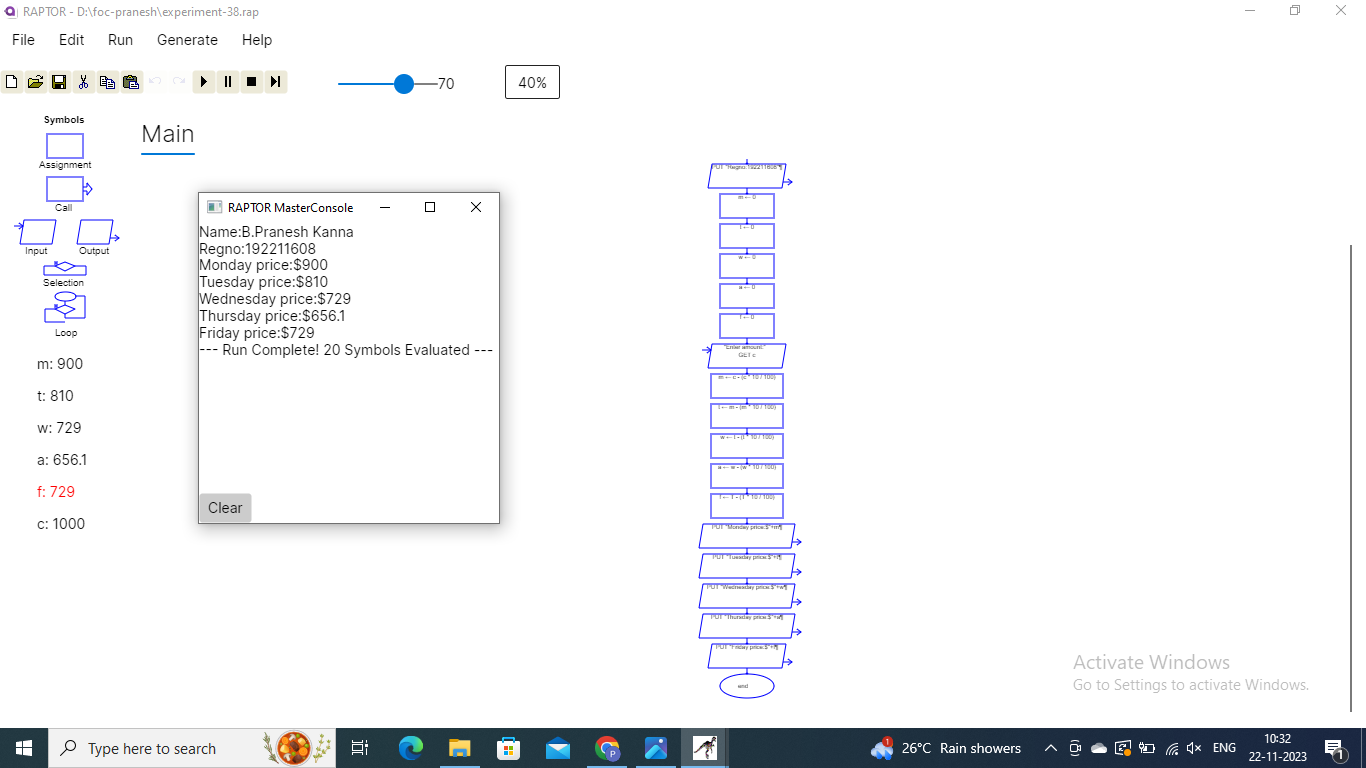 RAPTOR - D:\foc-pranesh\experiment-38.rap
File Edit Run Generate Help
70
40%
Symbols
Assignment
Call
Input Output
Selection
Loop
m: 900
t: 810
w: 729
a: 656.1
f: 729
c: 1000
Main
RAPTOR MasterConsole
Name:B.Pranesh Kanna
Regno:192211608
Monday price:$900
Tuesday price:$810
Wednesday price:$729
Thursday price:$656.1
Friday price:$729
--- Run Complete! 20 Symbols Evaluated ---
Clear
PUT "Regno:192211608"¶
m ← 0
t ← 0
w ← 0
a ← 0
f ← 0
"Enter amount:"
GET c
m ← c - (c * 10 / 100)
t ← m - (m * 10 / 100)
w ← t - (t * 10 / 100)
a ← w - (w * 10 / 100)
PUT "Monday price:$"+m¶
PUT "Tuesday price:$"+t¶
PUT "Wednesday price:$"+w¶
PUT "Thursday price:$"+a¶
PUT "Friday price:$"+f¶
end
Activate Windows
Go to Settings to activate Windows.
Type here to search
1
26°C Rain showers
ENG
10:32
22-11-2023
1